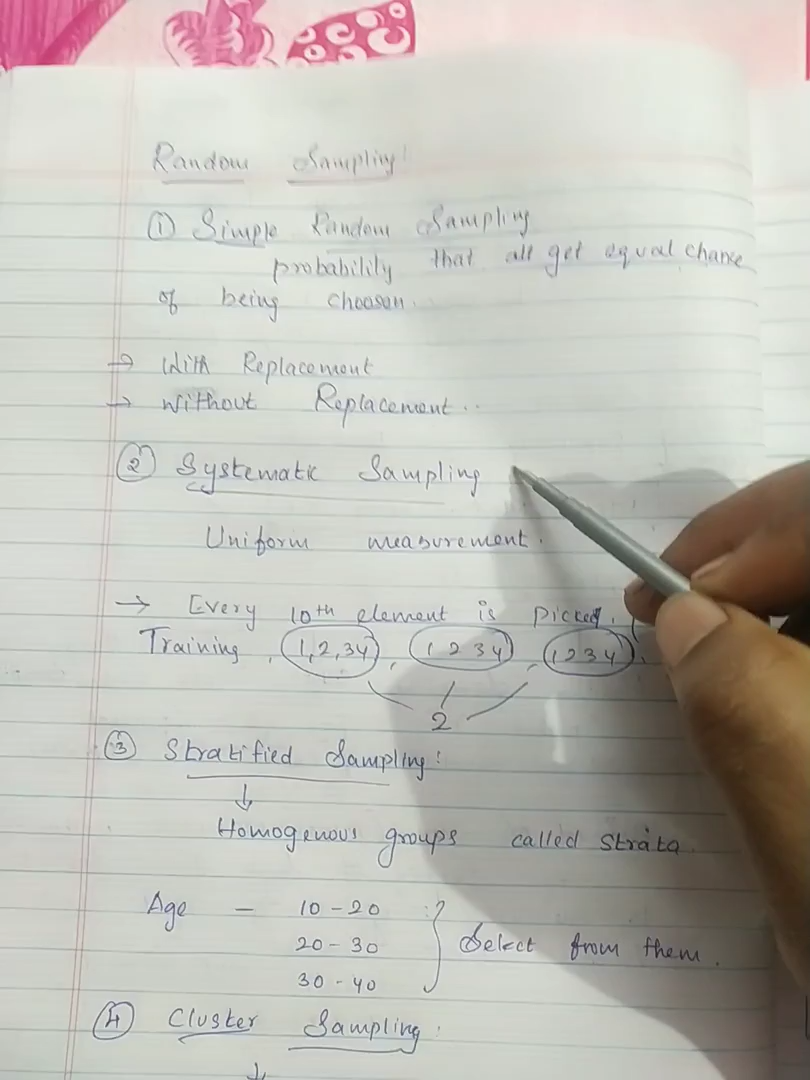 Random Sampling!
① Simple Random Sampling
probability that all get equal chance
of being choosen.
→ With Replacement
→ Without Replacement..
② Systematic Sampling
Uniform measurement.
→ Every 10th element is picked.
Training, 1,2,34, 1 2 3 4, 1 2 3 4.
2
③ Stratified Sampling:
↓
Homogenous groups called strata.
Age - 10-20
20-30 } Select from them.
30-40
④ Cluster Sampling:
↓